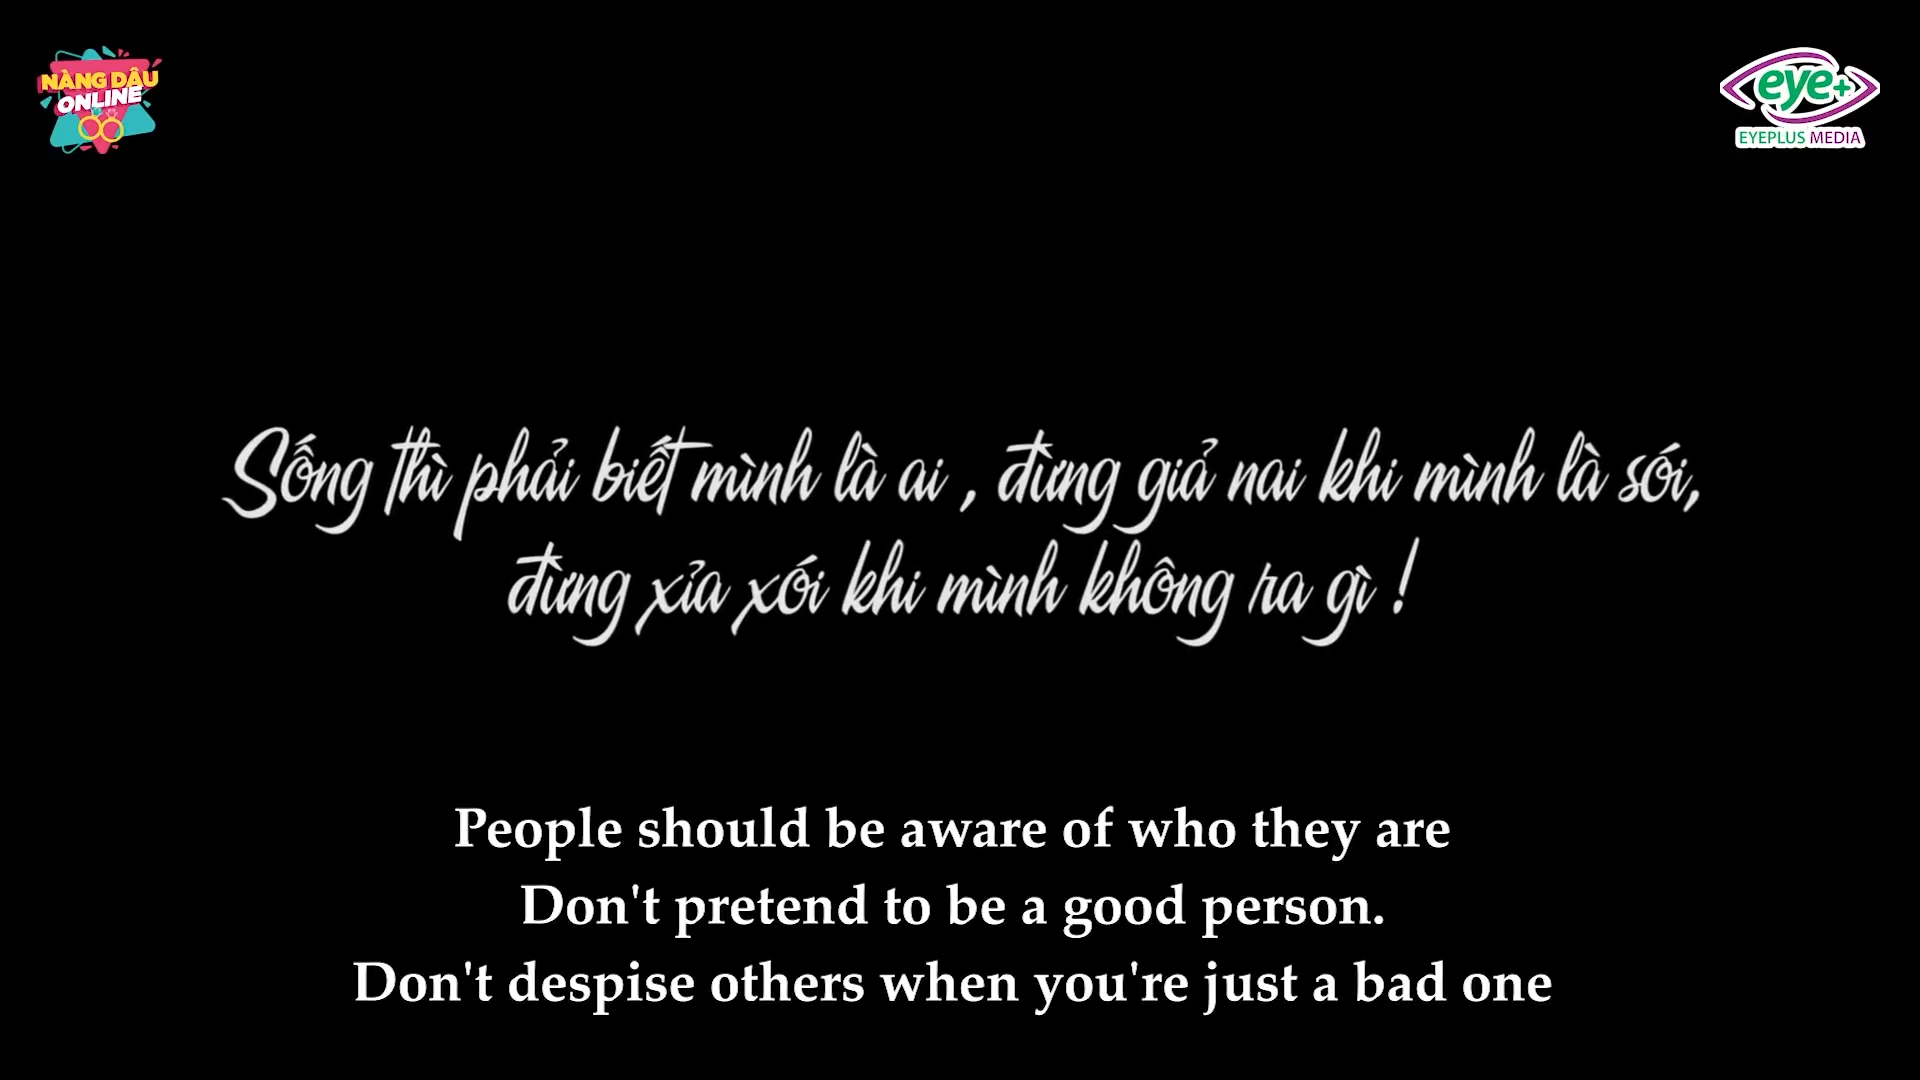 NÀNG DÂU
ONLINE
eye+
EYEPLUS MEDIA
Sống thì phải biết mình là ai , đừng giả nai khi mình là sói,
đừng xỉa xói khi mình không ra gì !
People should be aware of who they are
Don't pretend to be a good person.
Don't despise others when you're just a bad one